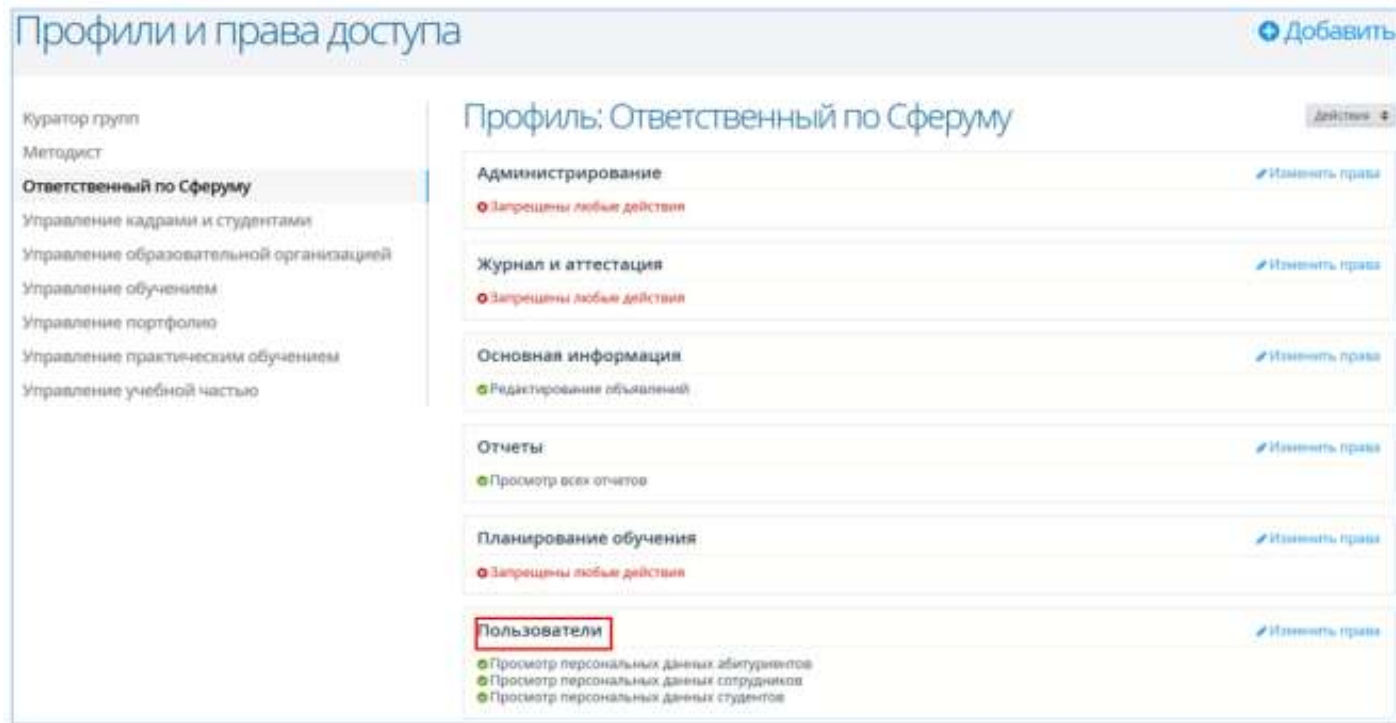 Профили и права доступа
Добавить
Куратор групп
Методист
Ответственный по Сферуму
Управление кадрами и студентами
Управление образовательной организацией
Управление обучением
Управление портфолио
Управление практическим обучением
Управление учебной частью
Профиль: Ответственный по Сферуму
Действия
Администрирование
Изменить права
Запрещены любые действия
Журнал и аттестация
Изменить права
Запрещены любые действия
Основная информация
Изменить права
Редактирование объявлений
Отчеты
Изменить права
Просмотр всех отчетов
Планирование обучения
Изменить права
Запрещены любые действия
Пользователи
Изменить права
Просмотр персональных данных абитуриентов
Просмотр персональных данных сотрудников
Просмотр персональных данных студентов